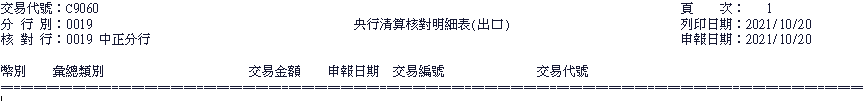 交易代號：C9060 頁　　次： 1
分 行 別：0019 央行清算核對明細表(出口) 列印日期：2021/10/20
核 對 行：0019 中正分行 申報日期：2021/10/20
幣別 彙總類別 交易金額 申報日期 交易編號 交易代號